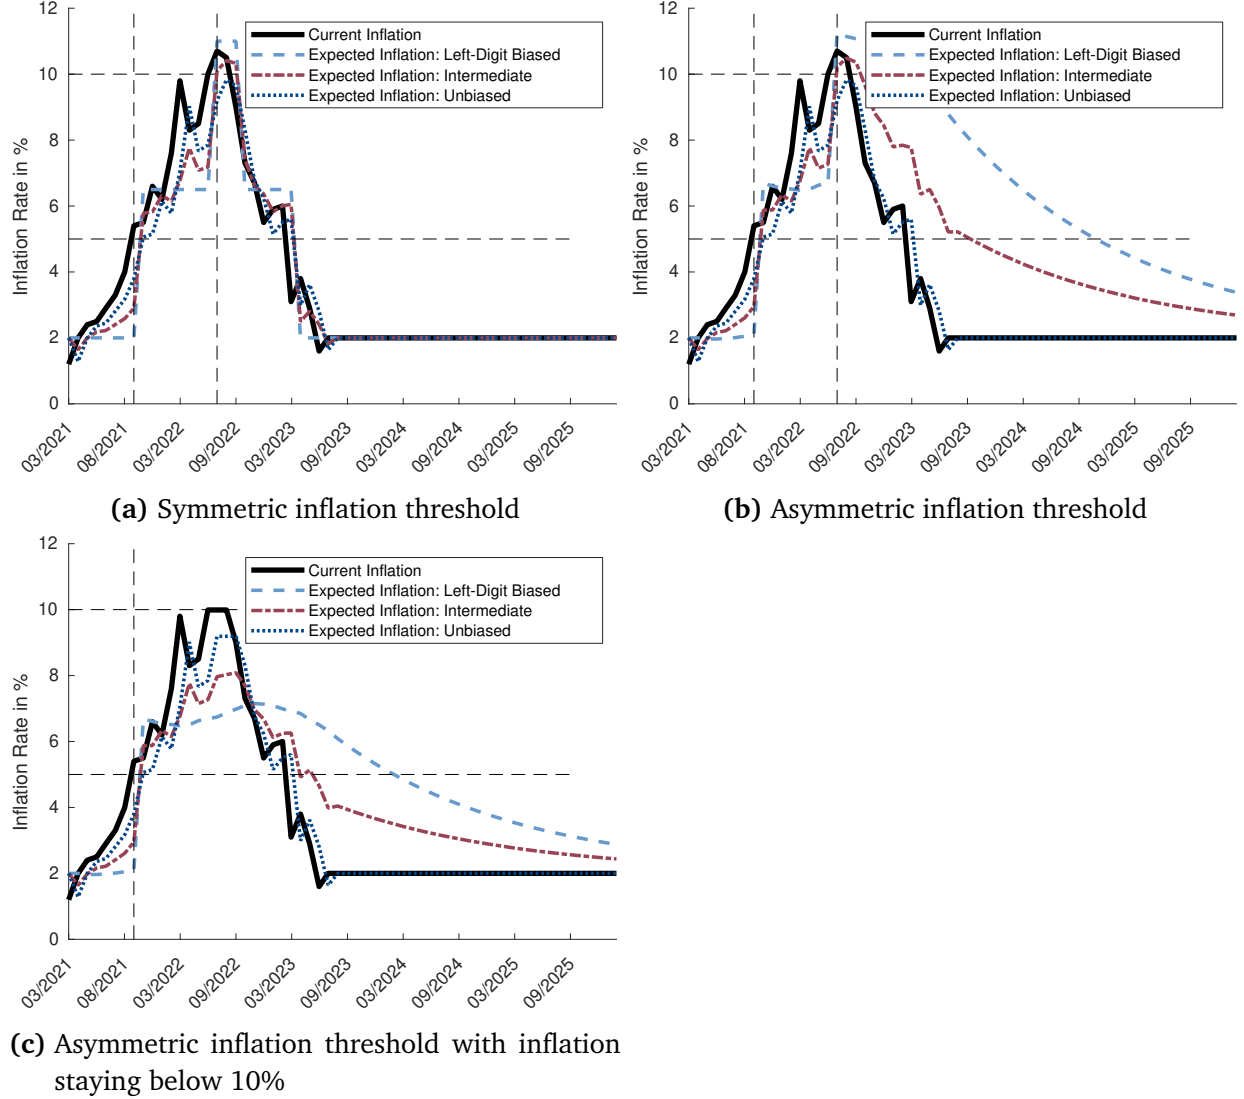 12
10
8
6
4
2
0
Inflation Rate in %
Current Inflation
Expected Inflation: Left-Digit Biased
Expected Inflation: Intermediate
Expected Inflation: Unbiased
03/2021
08/2021
03/2022
09/2022
03/2023
09/2023
03/2024
09/2024
03/2025
09/2025
(a) Symmetric inflation threshold
12
10
8
6
4
2
0
Inflation Rate in %
Current Inflation
Expected Inflation: Left-Digit Biased
Expected Inflation: Intermediate
Expected Inflation: Unbiased
03/2021
08/2021
03/2022
09/2022
03/2023
09/2023
03/2024
09/2024
03/2025
09/2025
(b) Asymmetric inflation threshold
12
10
8
6
4
2
0
Inflation Rate in %
Current Inflation
Expected Inflation: Left-Digit Biased
Expected Inflation: Intermediate
Expected Inflation: Unbiased
03/2021
08/2021
03/2022
09/2022
03/2023
09/2023
03/2024
09/2024
03/2025
09/2025
(c) Asymmetric inflation threshold with inflation
staying below 10%